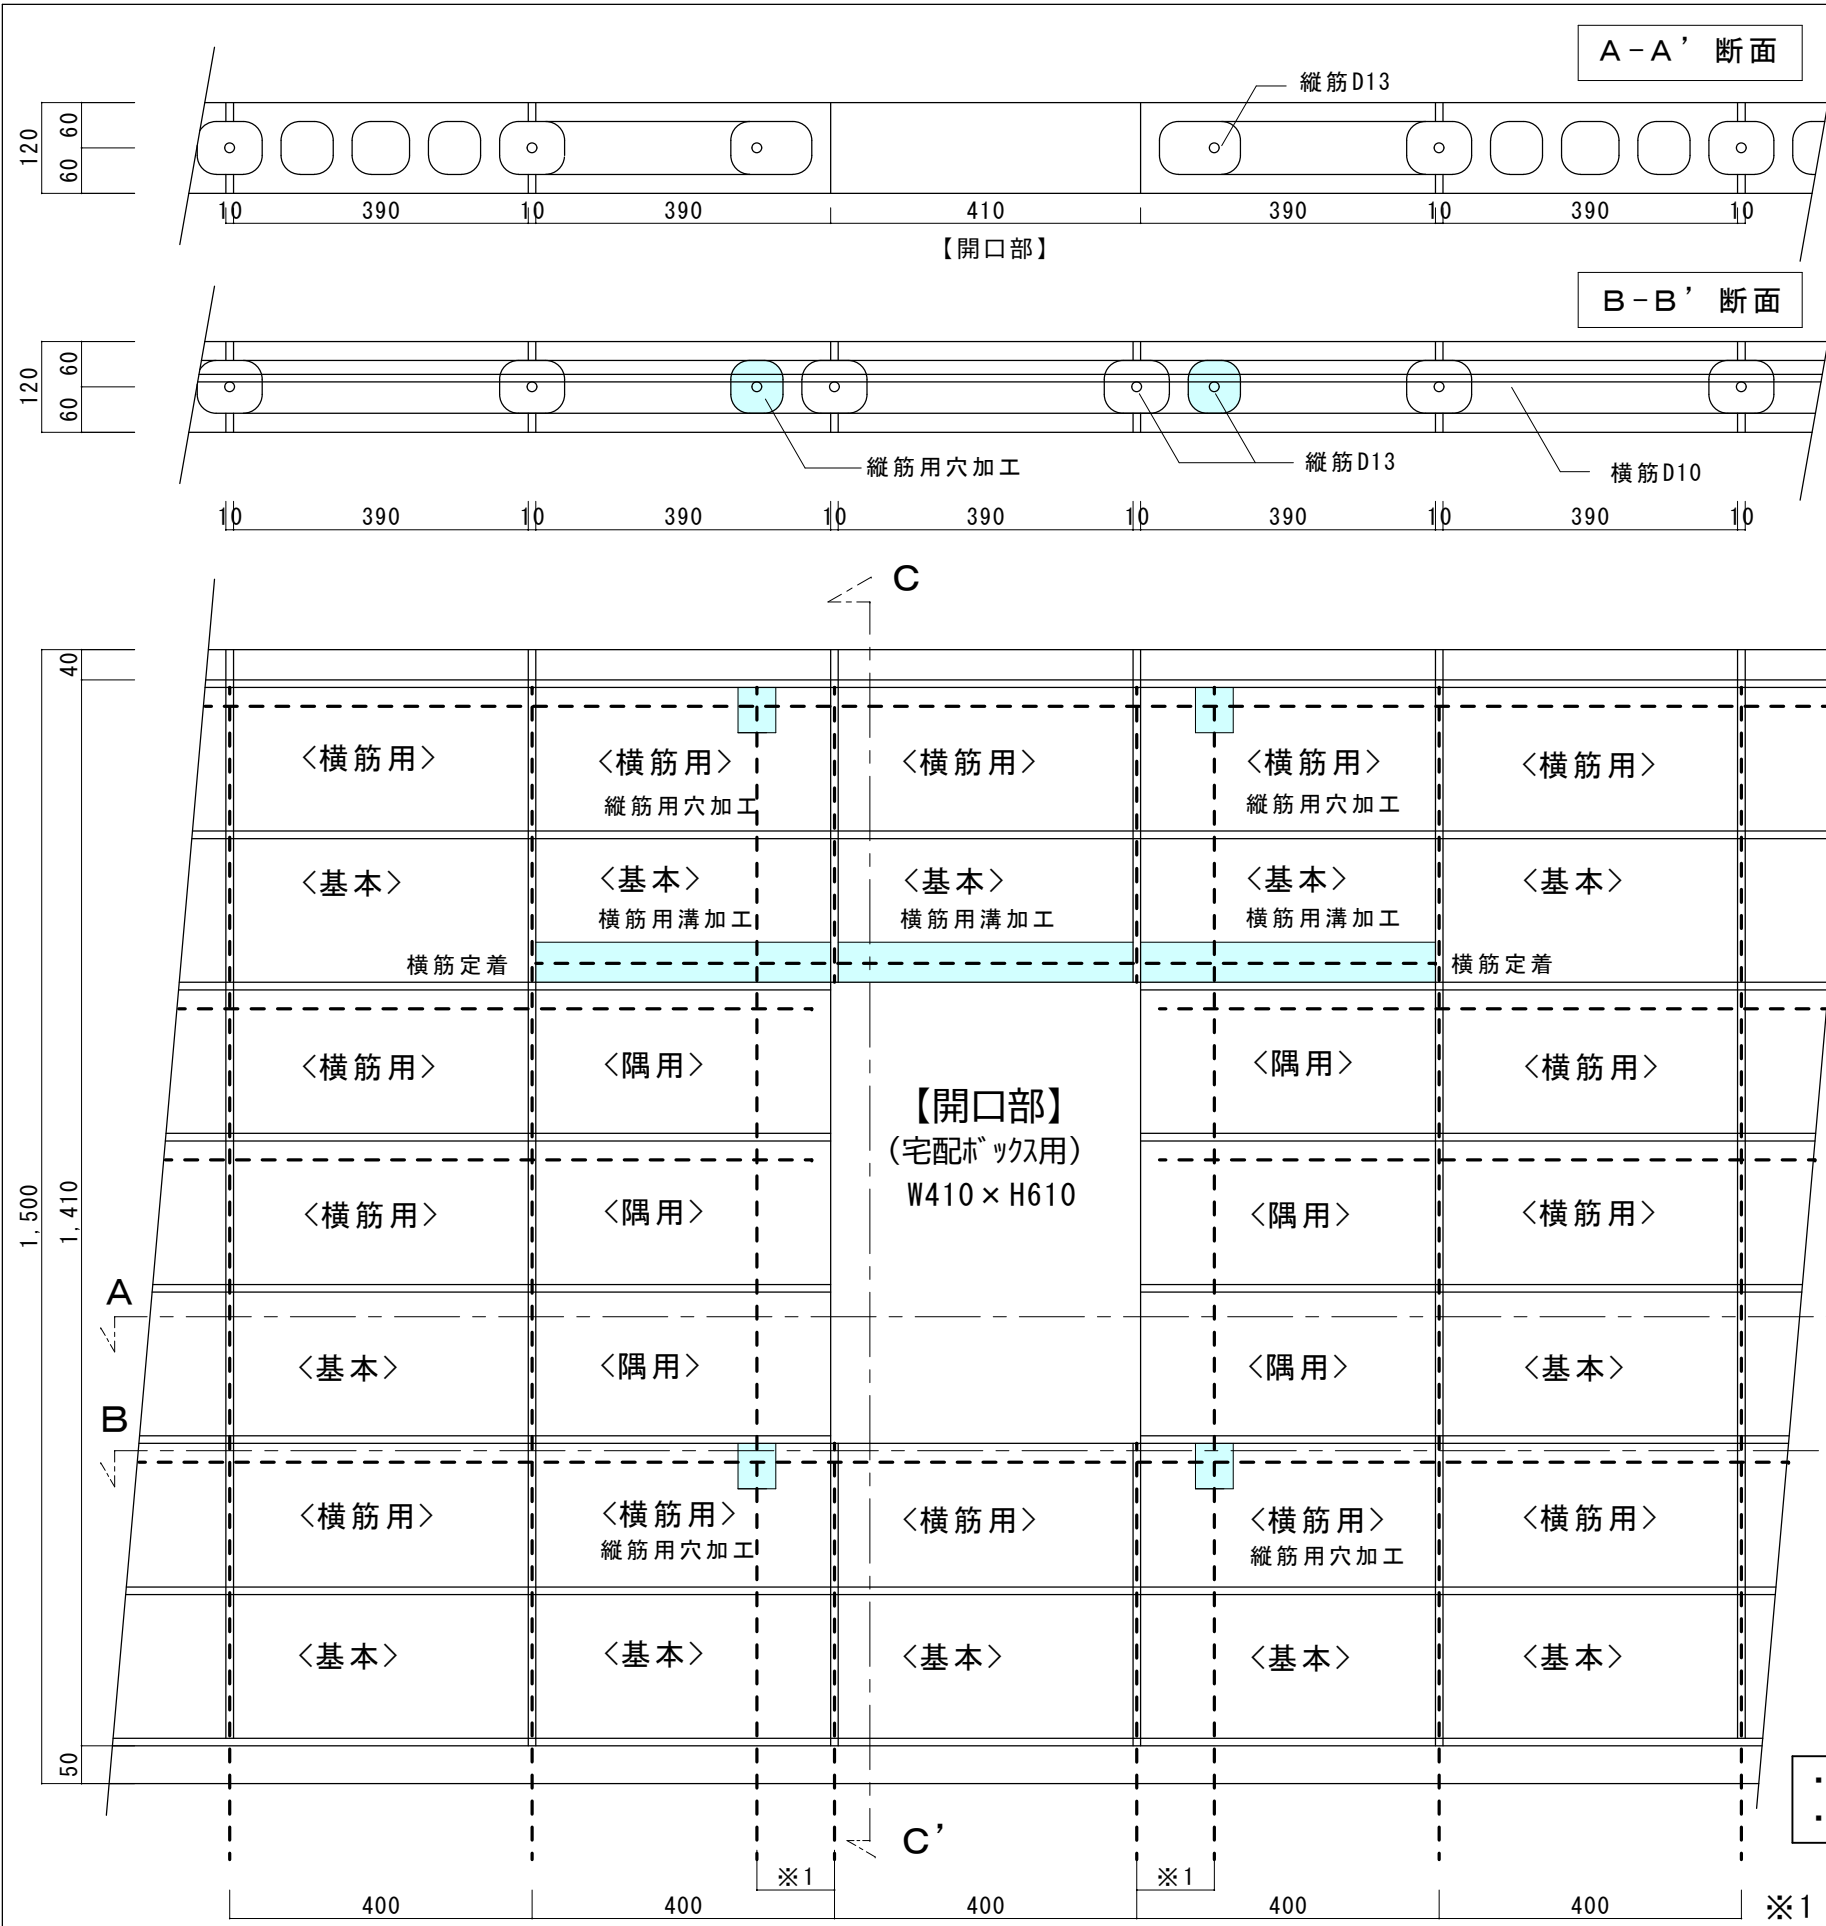 A-A’ 断面
縦筋D13
120
60
60
10 390 10 390 410 390 10 390 10
【開口部】
B-B’ 断面
120
60
60
縦筋用穴加工
縦筋D13
横筋D10
10 390 10 390 10 390 10 390 10 390 10
C
40
1,500
1,410
50
<横筋用> <横筋用> <横筋用> <横筋用> <横筋用>
縦筋用穴加工 縦筋用穴加工
<基本> <基本> <基本> <基本> <基本>
横筋用溝加工 横筋用溝加工 横筋用溝加工
横筋定着 横筋定着
<横筋用> <隅用> <隅用> <横筋用>
【開口部】
(宅配ボックス用)
W410×H610
<横筋用> <隅用> <隅用> <横筋用>
A
<基本> <隅用> <隅用> <基本>
B
<横筋用> <横筋用> <横筋用> <横筋用> <横筋用>
縦筋用穴加工 縦筋用穴加工
<基本> <基本> <基本> <基本> <基本>
C’
※1 ※1
400 400 400 400 400
※1